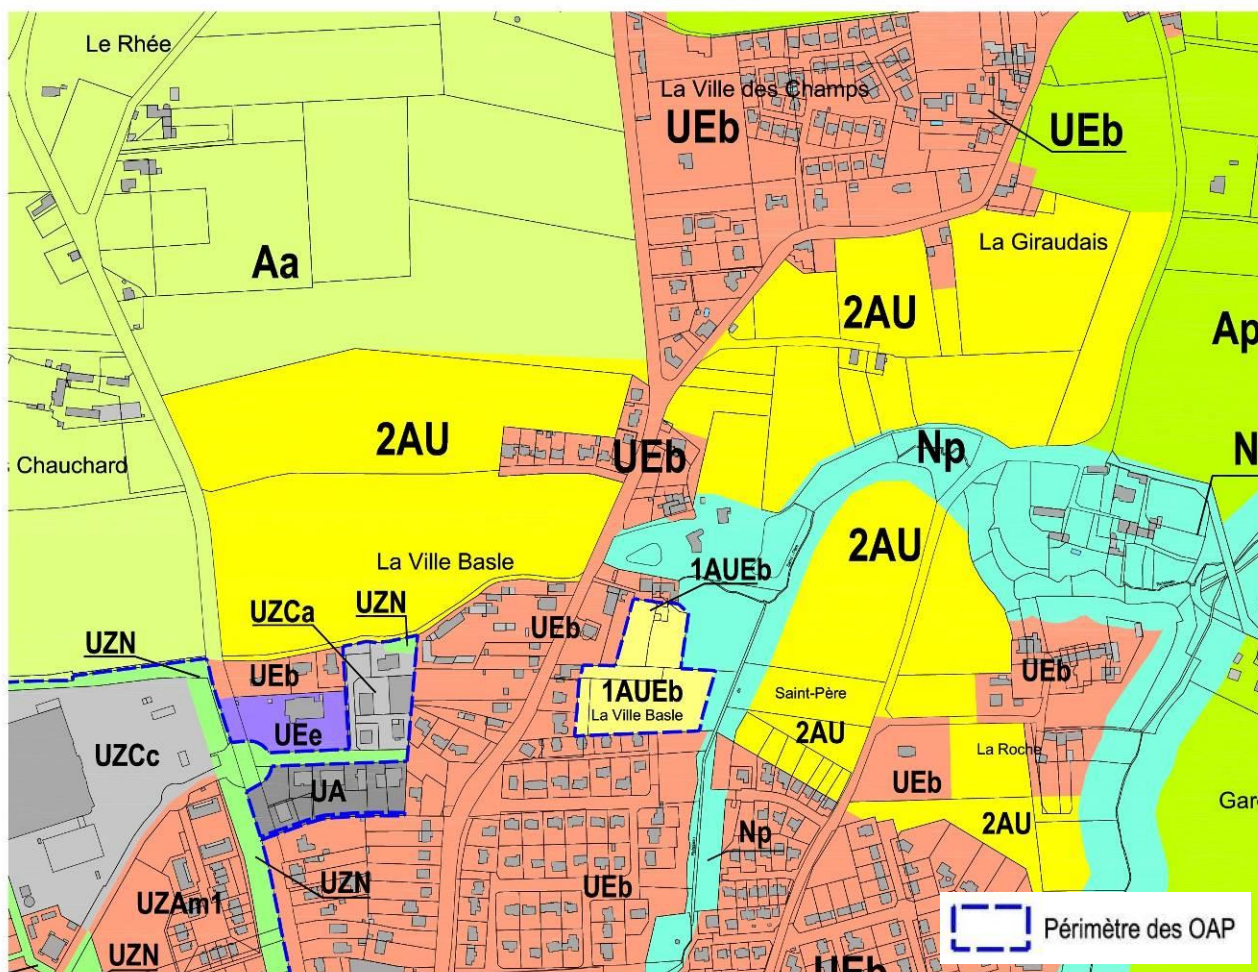 Le Rhée
La Ville des Champs
UEb
UEb
La Giraudais
Aa
2AU
Ap
2AU
Chauchard
UEb
Np
N
2AU
La Ville Basle
1AUEb
UZCa
UZN
UEb
UZN
UEb
UEb
1AUEb
La Ville Basle
Saint-Père
2AU
La Roche
UZCc
UEe
UEb
UA
2AU
Gar
Np
UZN
UEb
UZAm1
UZN
UEb
Périmètre des OAP